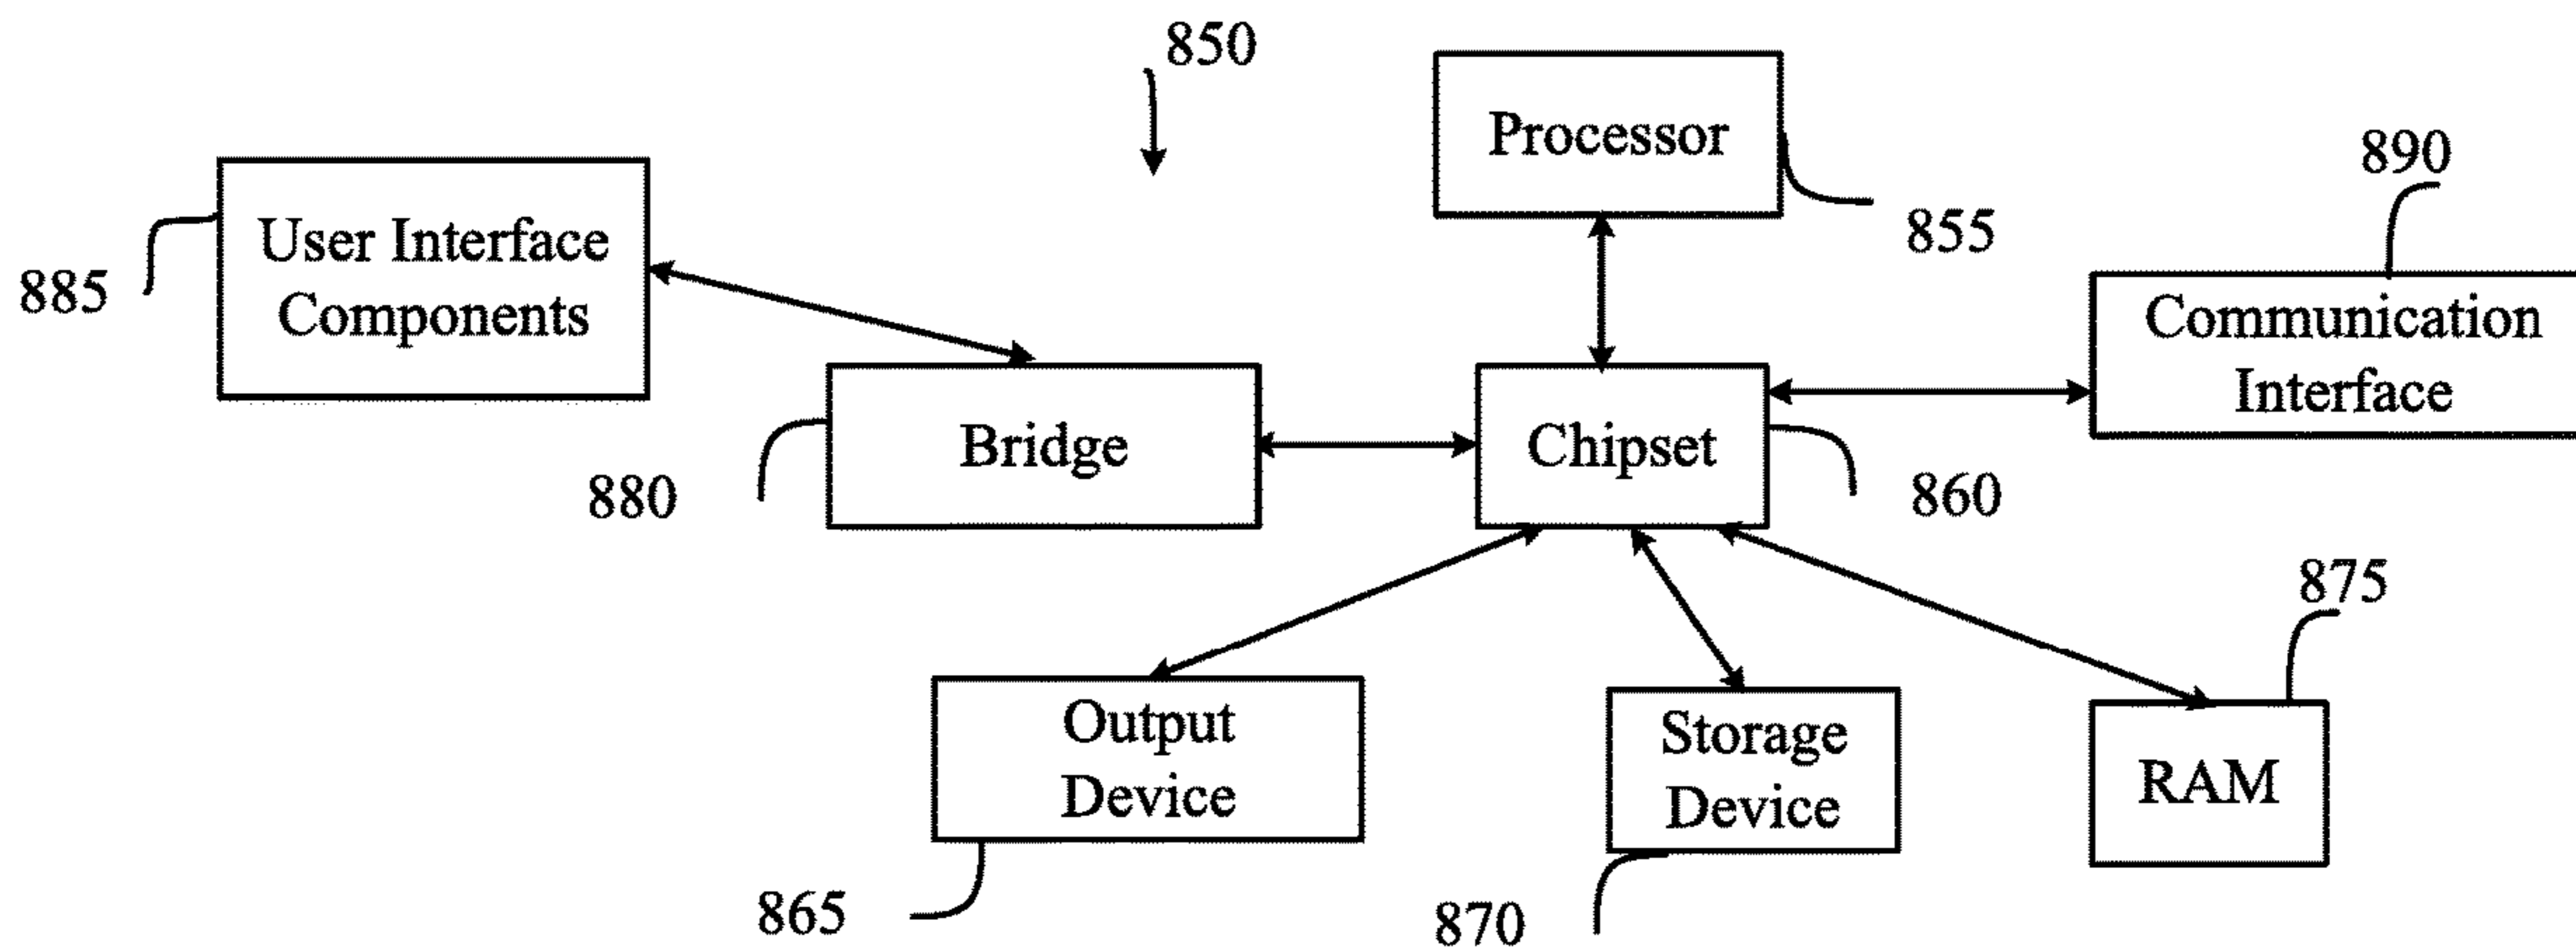 850
Processor
890
User Interface
Components
855
885
Communication
Interface
Bridge
Chipset
880
860
875
Output
Device
Storage
Device
RAM
865
870